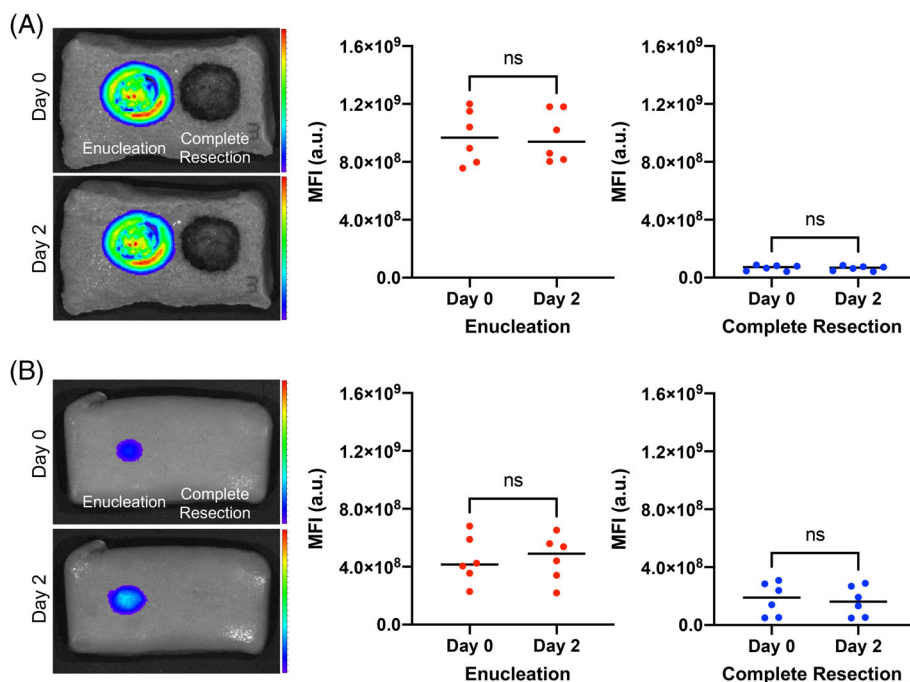 (A)
Day 0
Enucleation
Complete
Resection
Day 2
MFI (a.u.)
1.6×10⁹
1.2×10⁹
8.0×10⁸
4.0×10⁸
0.0
ns
Day 0
Day 2
Enucleation
MFI (a.u.)
1.6×10⁹
1.2×10⁹
8.0×10⁸
4.0×10⁸
0.0
ns
Day 0
Day 2
Complete Resection
(B)
Day 0
Enucleation
Complete
Resection
Day 2
MFI (a.u.)
1.6×10⁹
1.2×10⁹
8.0×10⁸
4.0×10⁸
0.0
ns
Day 0
Day 2
Enucleation
MFI (a.u.)
1.6×10⁹
1.2×10⁹
8.0×10⁸
4.0×10⁸
0.0
ns
Day 0
Day 2
Complete Resection